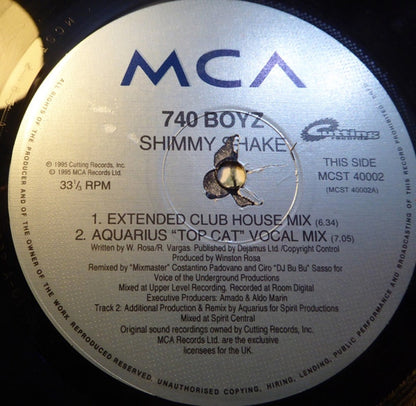 MCA
740 BOYZ
SHIMMY SHAKE
Cutting
RECORDS
℗ 1995 Cutting Records, Inc.
© 1995 MCA Records Ltd.
33⅓ RPM
THIS SIDE
MCST 40002
(MCST 40002A)
1. EXTENDED CLUB HOUSE MIX (6.34)
2. AQUARIUS "TOP CAT" VOCAL MIX (7.05)
Written by W. Rosa/R. Vargas. Published by Dejamus Ltd./Copyright Control
Produced by Winston Rosa
Remixed by "Mixmaster" Costantino Padovano and Ciro "DJ Bu Bu" Sasso for
Voice of the Underground Productions
Mixed at Upper Level Recording. Recorded at Room Digital
Executive Producers: Amado & Aldo Marin
Track 2: Additional Production & Remix by Aquarius for Spirit Productions
Mixed at Spirit Central
Original sound recordings owned by Cutting Records, Inc.
MCA Records Ltd. are the exclusive
licensees for the UK.
ALL RIGHTS OF THE PRODUCER AND OF THE OWNER OF THE WORK REPRODUCED RESERVED. UNAUTHORISED COPYING, HIRING, LENDING, PUBLIC PERFORMANCE AND BROADCASTING OF THIS RECORD PROHIBITED.